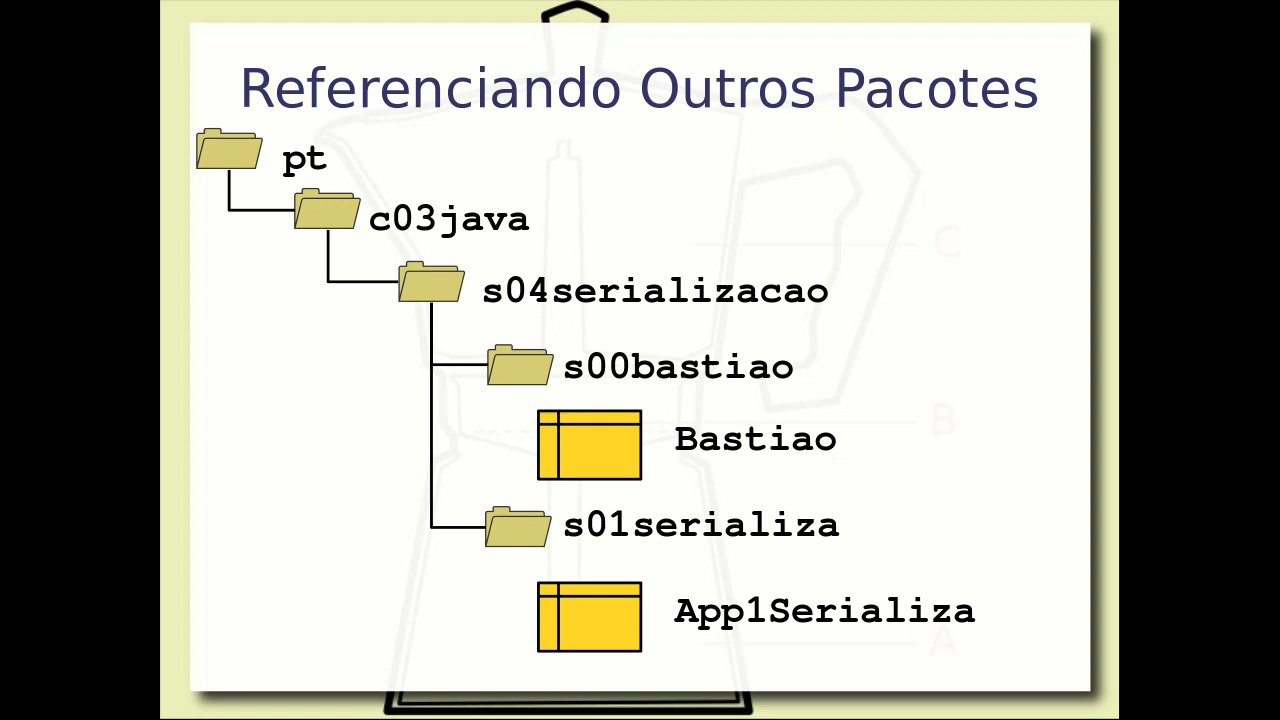 Referenciando Outros Pacotes
pt
c03java
s04serializacao
s00bastiao
Bastiao
s01serializa
App1Serializa
C
B
A